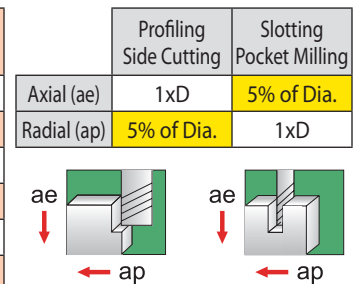 Profiling Slotting
Side Cutting Pocket Milling
Axial (ae) 1xD 5% of Dia.
Radial (ap) 5% of Dia. 1xD
ae ae
ap ap